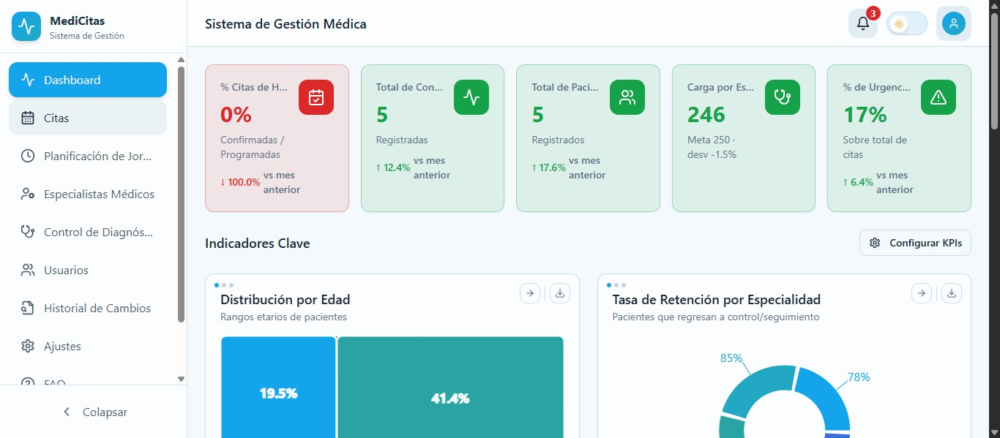 MediCitas
Sistema de Gestión
Sistema de Gestión Médica
3
Dashboard
Citas
Planificación de Jor...
Especialistas Médicos
Control de Diagnós...
Usuarios
Historial de Cambios
Ajustes
FAQ
Colapsar
% Citas de H...
0%
Confirmadas /
Programadas
↓ 100.0% vs mes
anterior
Total de Con...
5
Registradas
↑ 12.4% vs mes
anterior
Total de Paci...
5
Registrados
↑ 17.6% vs mes
anterior
Carga por Es...
246
Meta 250 ·
desv -1.5%
% de Urgenc...
17%
Sobre total de
citas
↑ 6.4% vs mes
anterior
Indicadores Clave
Configurar KPIs
Distribución por Edad
Rangos etarios de pacientes
19.5%
41.4%
Tasa de Retención por Especialidad
Pacientes que regresan a control/seguimiento
85%
78%